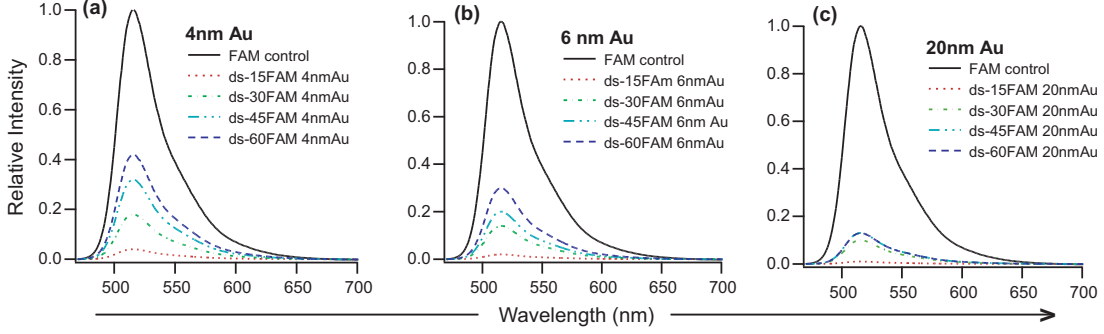 (a)
4nm Au
FAM control
ds-15FAM 4nmAu
ds-30FAM 4nmAu
ds-45FAM 4nmAu
ds-60FAM 4nmAu
Relative Intensity
1.0
0.8
0.6
0.4
0.2
0.0
500 550 600 650 700
(b)
6 nm Au
FAM control
ds-15FAm 6nmAu
ds-30FAM 6nmAu
ds-45FAM 6nm Au
ds-60FAM 6nmAu
1.0
0.8
0.6
0.4
0.2
0.0
500 550 600 650 700
(c)
20nm Au
FAM control
ds-15FAM 20nmAu
ds-30FAM 20nmAu
ds-45FAM 20nmAu
ds-60FAM 20nmAu
1.0
0.8
0.6
0.4
0.2
0.0
500 550 600 650 700
Wavelength (nm)